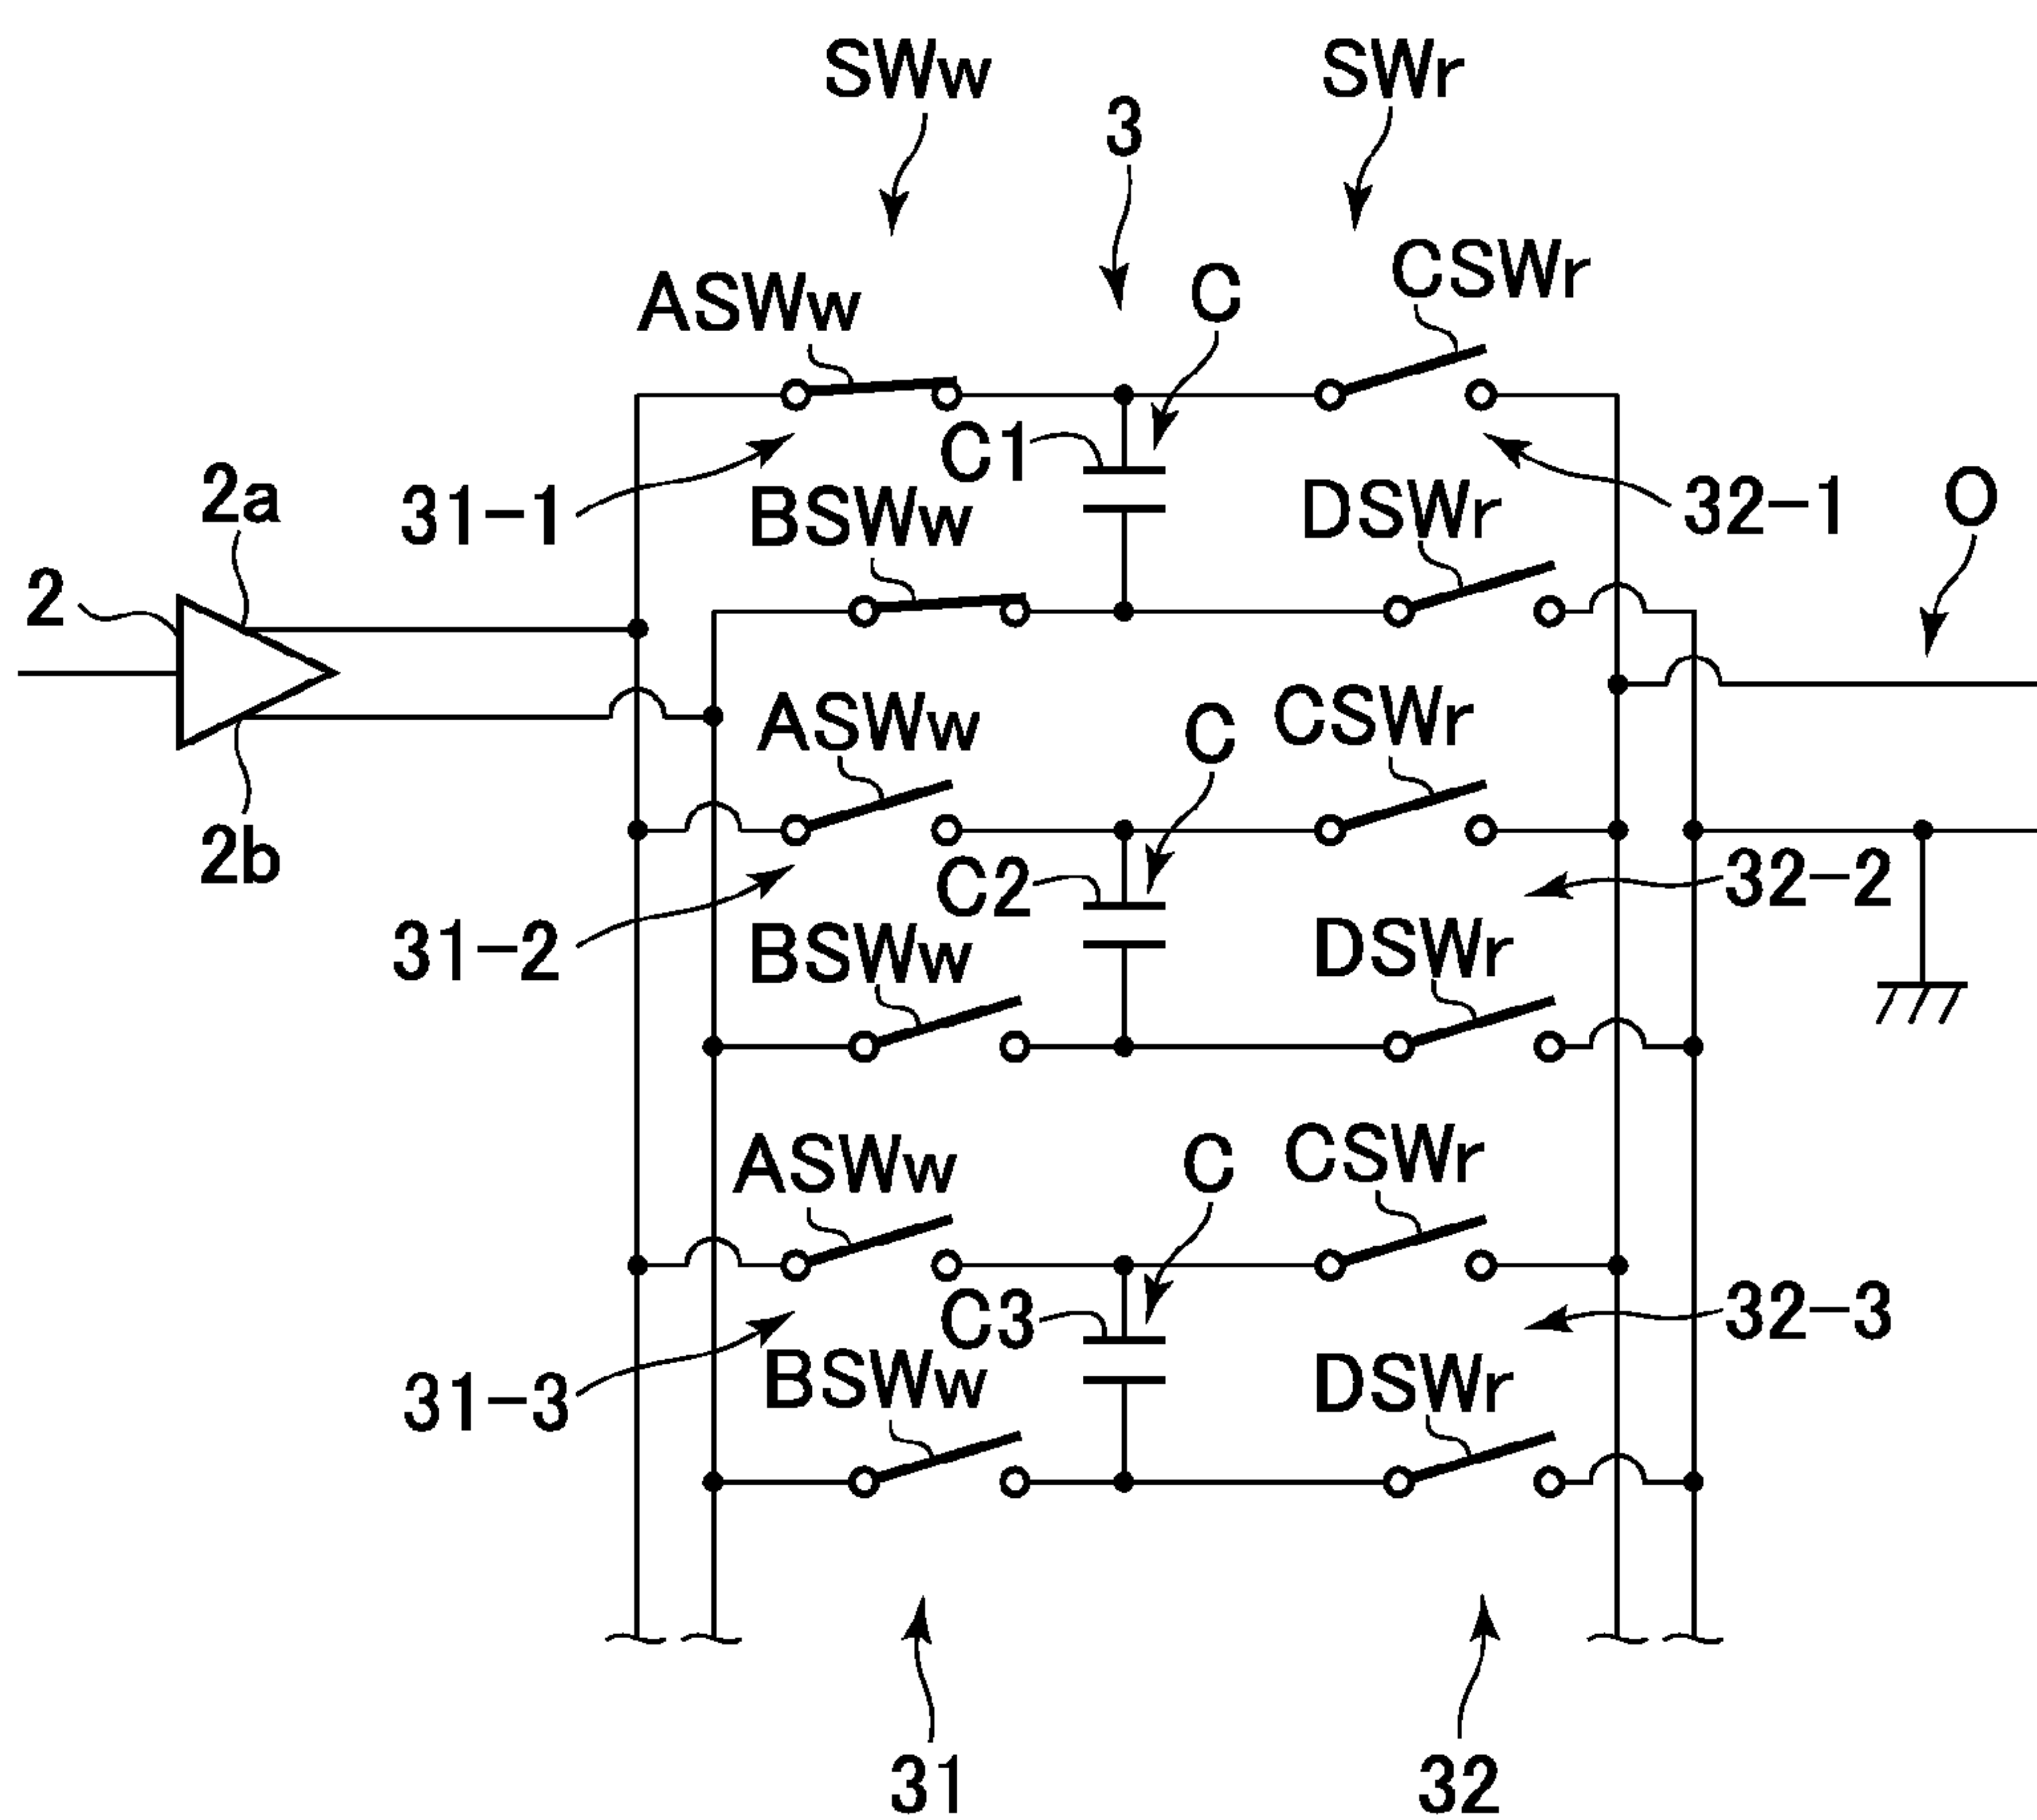 SWw SWr
3
ASWw C CSWr
C1
31-1 BSWw DSWr 32-1 O
2a
2
ASWw C CSWr
2b
C2 32-2
31-2 BSWw DSWr
ASWw C CSWr
C3 32-3
31-3 BSWw DSWr
31 32